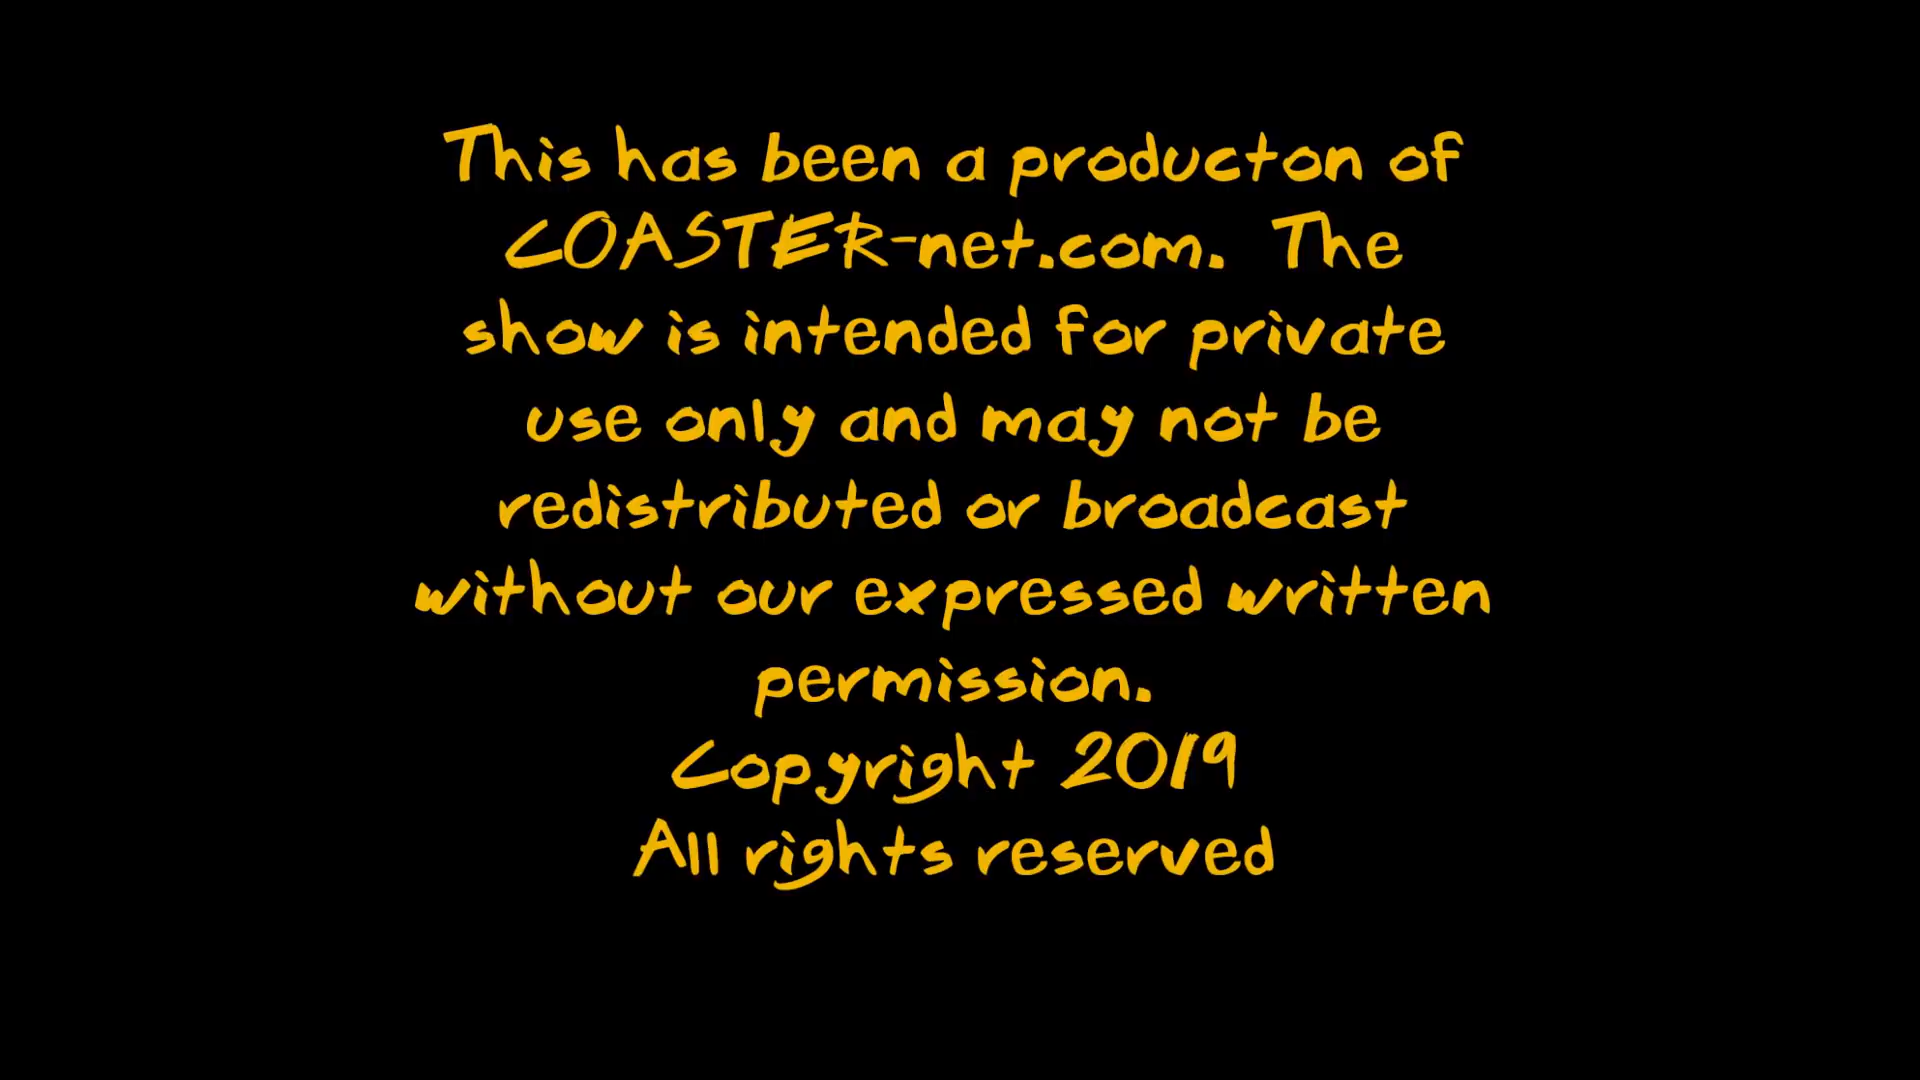 This has been a producton of
COASTER-net.com.  The
show is intended for private
use only and may not be
redistributed or broadcast
without our expressed written
permission.
Copyright 2019
All rights reserved